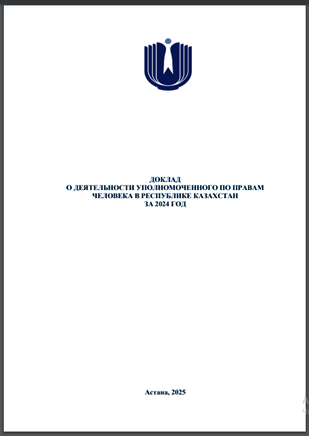 ДОКЛАД
О ДЕЯТЕЛЬНОСТИ УПОЛНОМОЧЕННОГО ПО ПРАВАМ
ЧЕЛОВЕКА В РЕСПУБЛИКЕ КАЗАХСТАН
ЗА 2024 ГОД
Астана, 2025